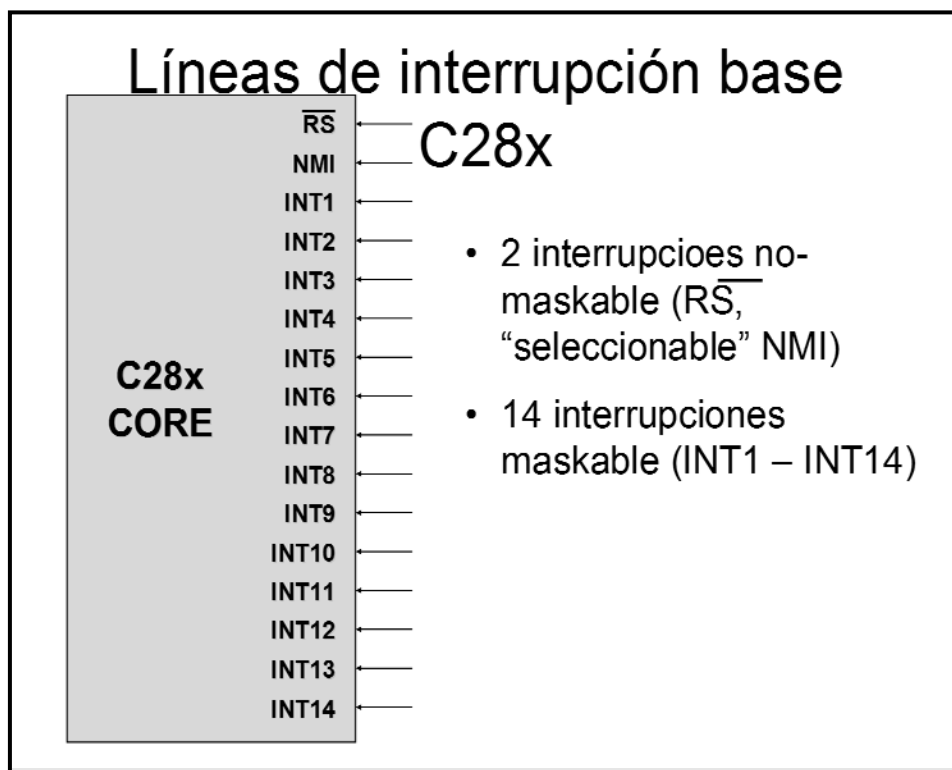 Líneas de interrupción base
C28x
R̅S̅
NMI
INT1
INT2
INT3
INT4
INT5
INT6
INT7
INT8
INT9
INT10
INT11
INT12
INT13
INT14
C28x
CORE
• 2 interrupcioes no-
maskable (RS,
“seleccionable” NMI)
• 14 interrupciones
maskable (INT1 – INT14)